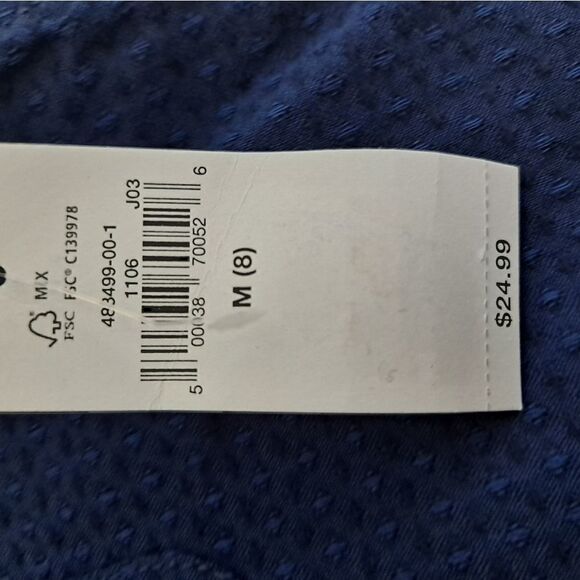 MIX
FSC FSC® C139978
483499-00-1
1106 J03
5 00038 70052 6
M (8)
$24.99